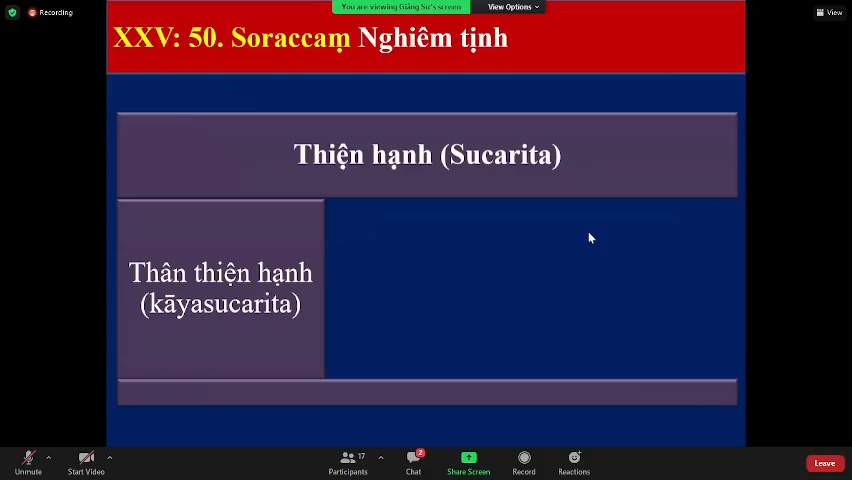 Recording
You are viewing Giảng Sư's screen
View Options
View
XXV: 50. Soraccaṃ Nghiêm tịnh
Thiện hạnh (Sucarita)
Thân thiện hạnh
(kāyasucarita)
Unmute
Start Video
17
Participants
2
Chat
Share Screen
Record
Reactions
Leave